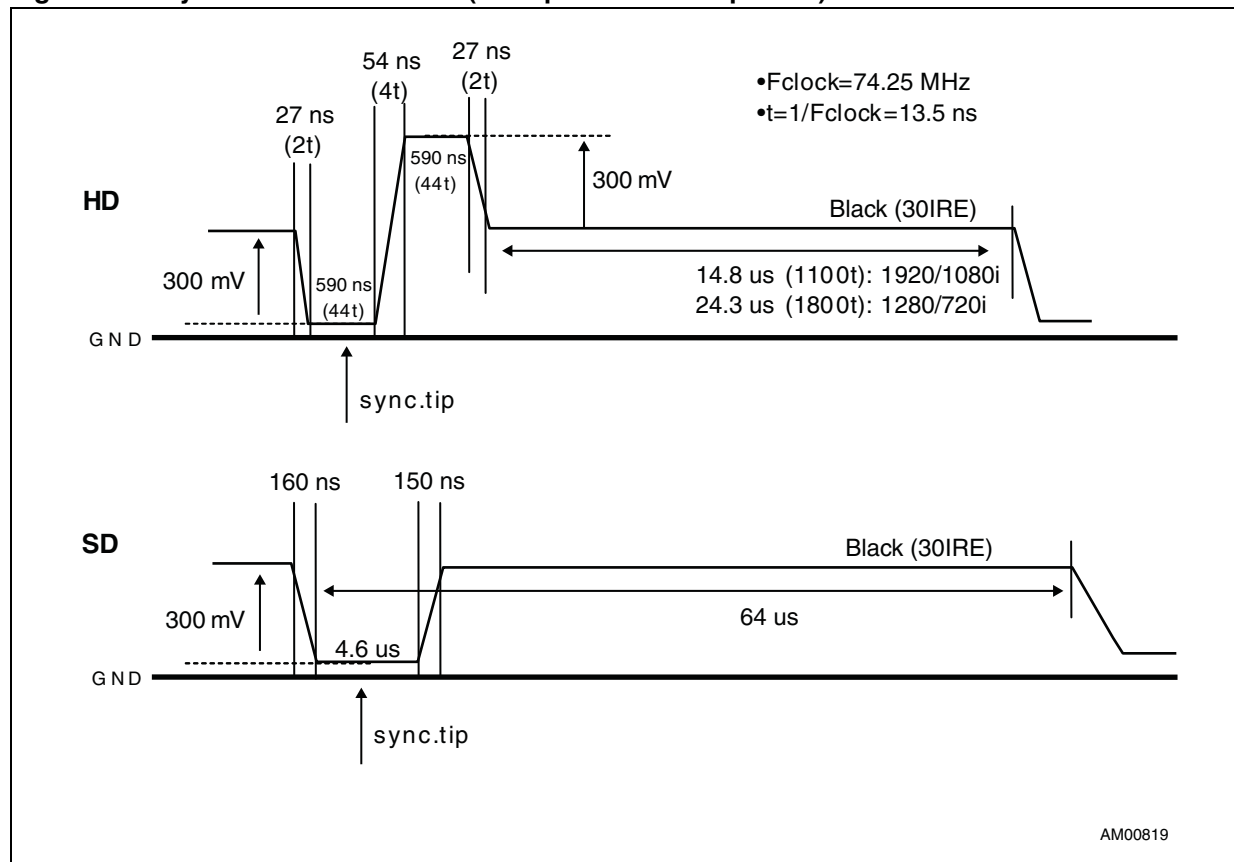 54 ns
(4t)
27 ns
(2t)
•Fclock=74.25 MHz
•t=1/Fclock=13.5 ns
27 ns
(2t)
590 ns
(44t)
300 mV
HD
Black (30IRE)
300 mV
590 ns
(44t)
14.8 us (1100t): 1920/1080i
24.3 us (1800t): 1280/720i
GND
sync.tip
160 ns
150 ns
SD
Black (30IRE)
300 mV
64 us
4.6 us
GND
sync.tip
AM00819